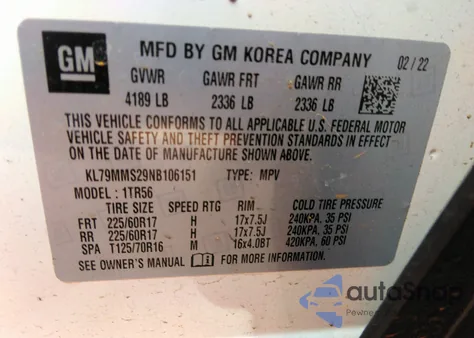 GM
MFD BY GM KOREA COMPANY
02 / 22
GVWR GAWR FRT GAWR RR
4189 LB 2336 LB 2336 LB
THIS VEHICLE CONFORMS TO ALL APPLICABLE U.S. FEDERAL MOTOR
VEHICLE SAFETY AND THEFT PREVENTION STANDARDS IN EFFECT
ON THE DATE OF MANUFACTURE SHOWN ABOVE.
KL79MMS29NB106151 TYPE: MPV
MODEL : 1TR56
TIRE SIZE SPEED RTG RIM COLD TIRE PRESSURE
FRT 225/60R17 H 17x7.5J 240KPA, 35 PSI
RR 225/60R17 H 17x7.5J 240KPA, 35 PSI
SPA T125/70R16 M 16x4.0BT 420KPA, 60 PSI
SEE OWNER'S MANUAL FOR MORE INFORMATION.
autoSnap
Powered